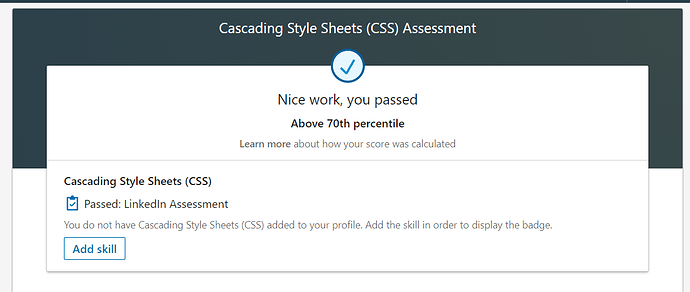 Cascading Style Sheets (CSS) Assessment
Nice work, you passed
Above 70th percentile
Learn more about how your score was calculated
Cascading Style Sheets (CSS)
Passed: LinkedIn Assessment
You do not have Cascading Style Sheets (CSS) added to your profile. Add the skill in order to display the badge.
Add skill